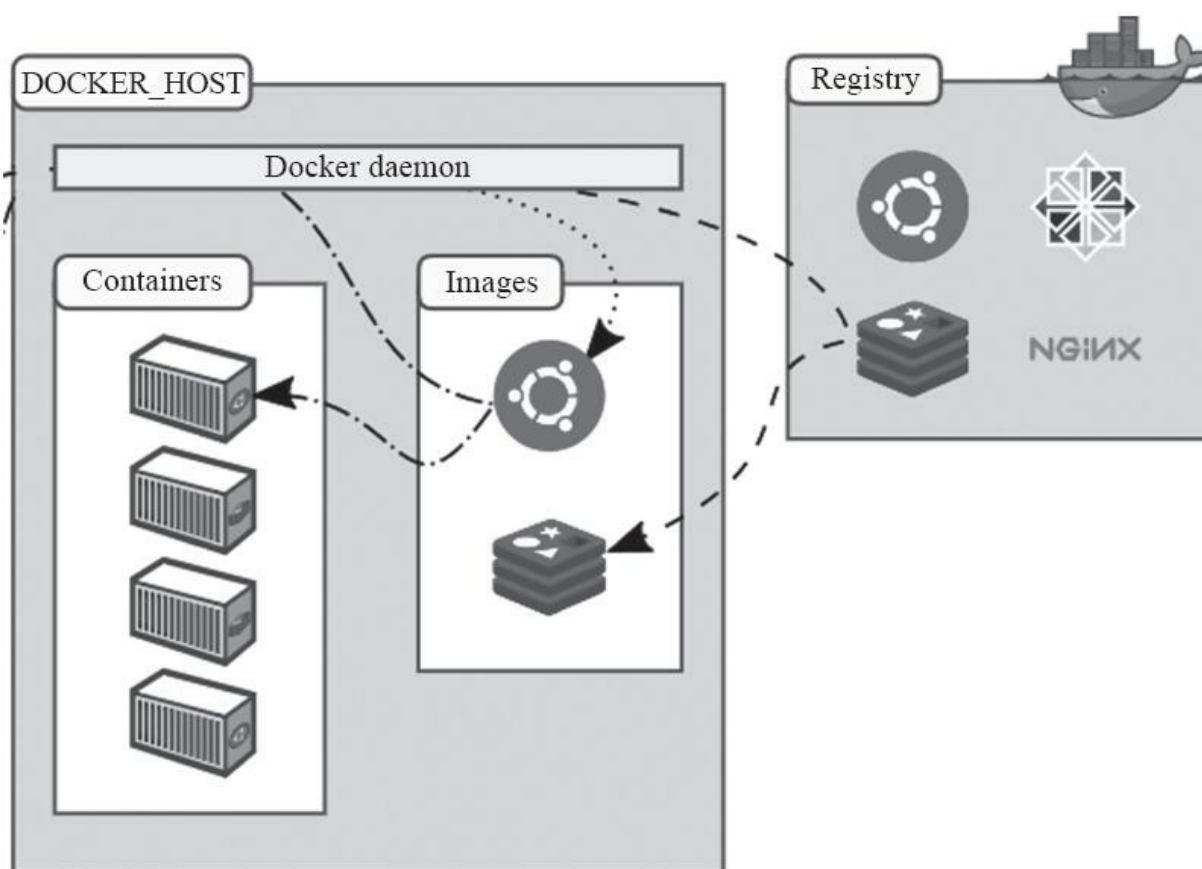 DOCKER_HOST
Registry
Docker daemon
Containers
Images
NGiNX